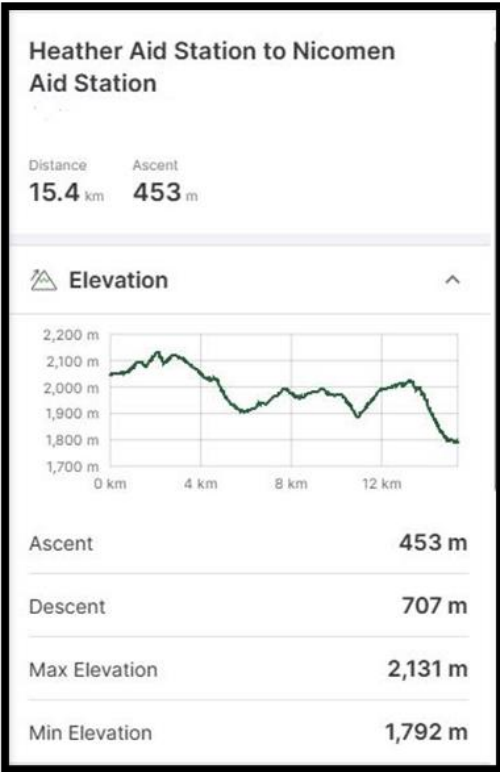 Heather Aid Station to Nicomen
Aid Station
Distance Ascent
15.4 km 453 m
Elevation
2,200 m
2,100 m
2,000 m
1,900 m
1,800 m
1,700 m
0 km 4 km 8 km 12 km
Ascent 453 m
Descent 707 m
Max Elevation 2,131 m
Min Elevation 1,792 m